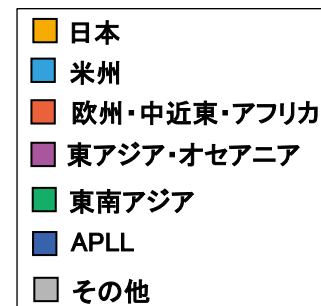 日本
米州
欧州・中近東・アフリカ
東アジア・オセアニア
東南アジア
APLL
その他